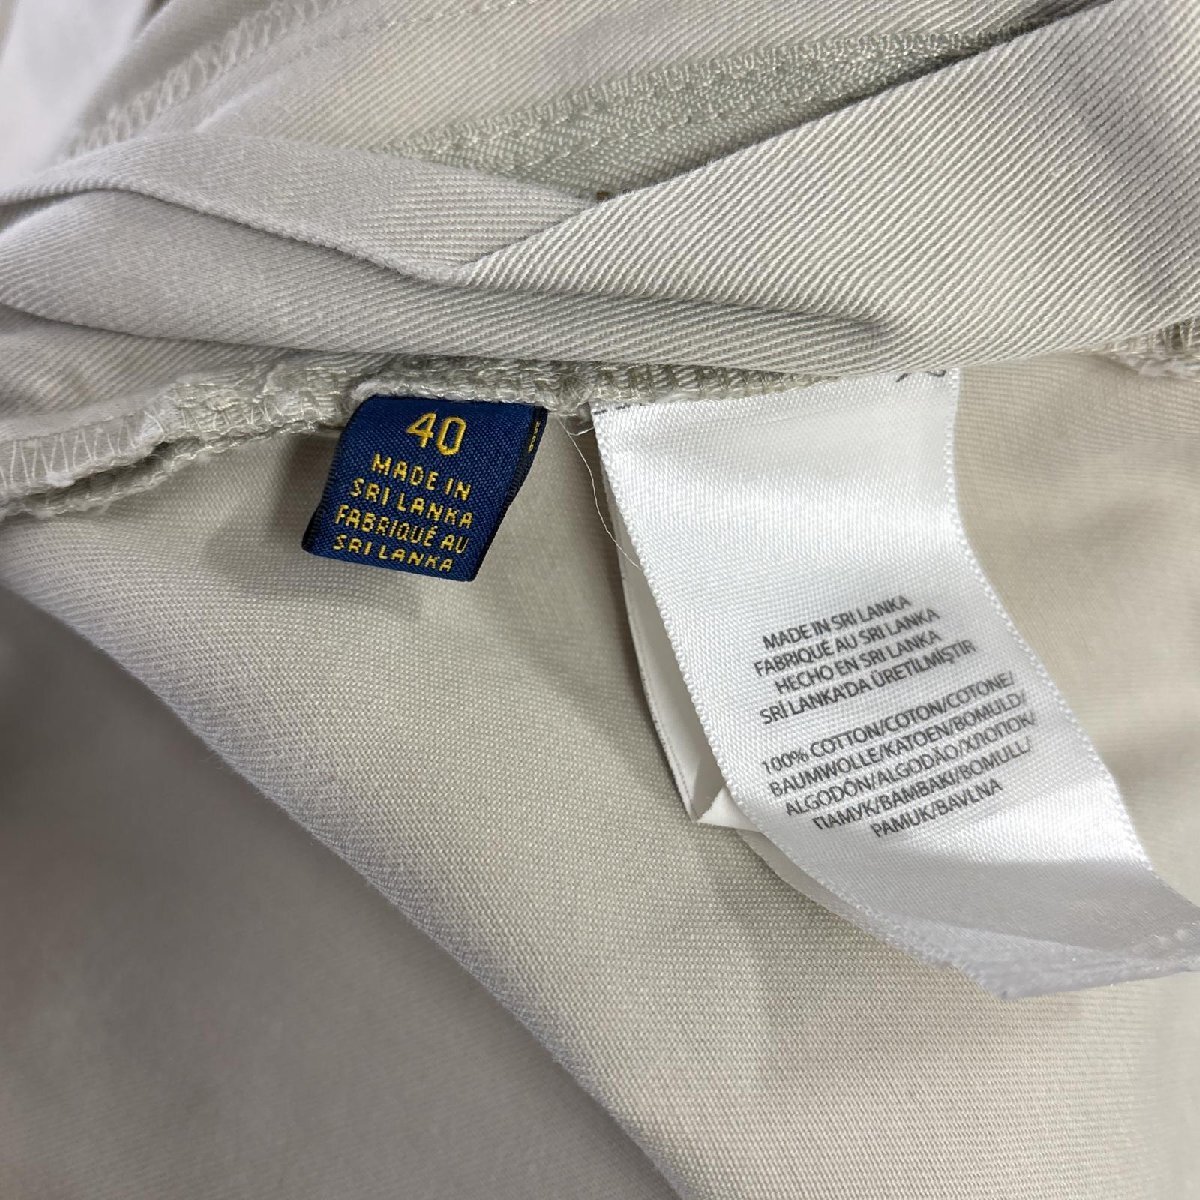 40
MADE IN
SRI LANKA
FABRIQUÉ AU
SRI LANKA
MADE IN SRI LANKA
FABRIQUÉ AU SRI LANKA
HECHO EN SRI LANKA
SRİ LANKA'DA ÜRETILMIŞTIR
100% COTTON/COTON/COTONE/
BAUMWOLLE/KATOEN/BOMULD/
ALGODÓN/ALGODÃO/ХЛОПОК/
ПАМУК/BAMBAKI/BOMULL/
PAMUK/BAVLNA